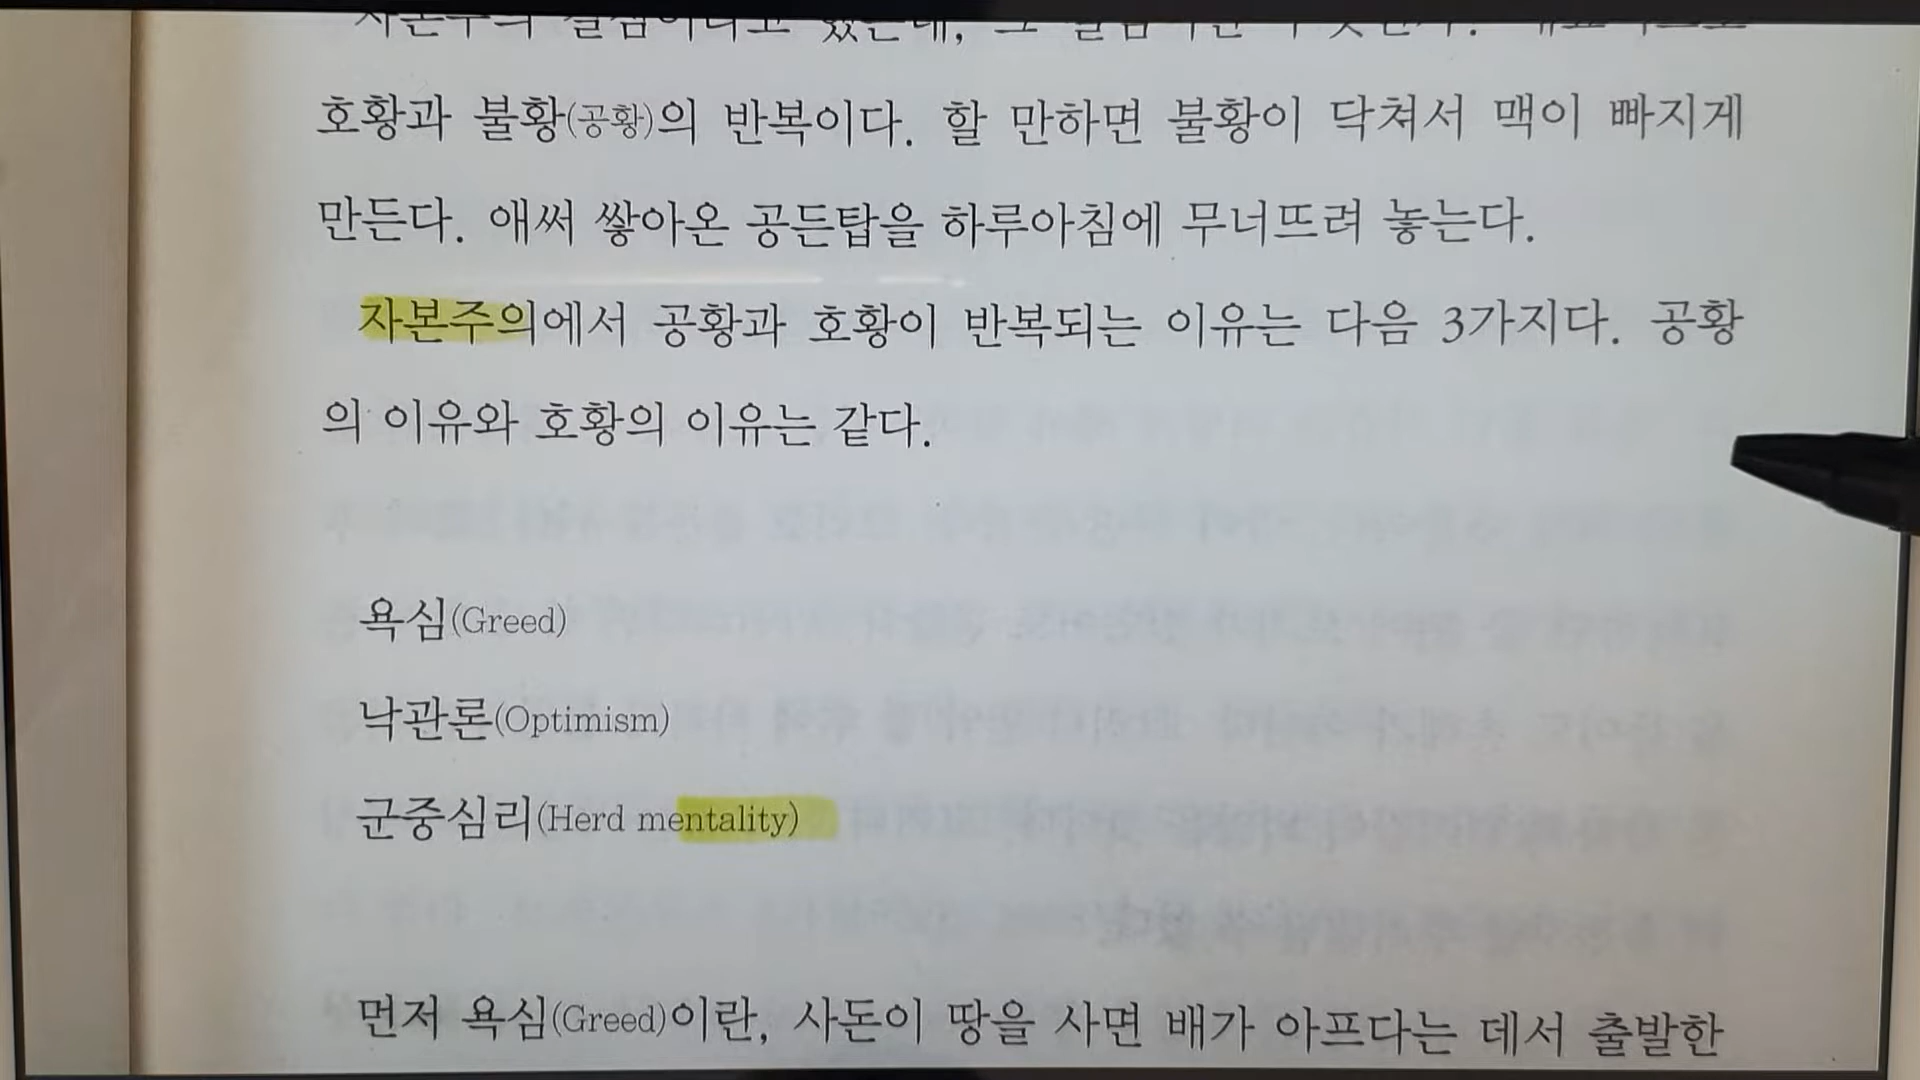 호황과 불황(공황)의 반복이다. 할 만하면 불황이 닥쳐서 맥이 빠지게
만든다. 애써 쌓아온 공든탑을 하루아침에 무너뜨려 놓는다.
자본주의에서 공황과 호황이 반복되는 이유는 다음 3가지다. 공황
의 이유와 호황의 이유는 같다.
욕심(Greed)
낙관론(Optimism)
군중심리(Herd mentality)
먼저 욕심(Greed)이란, 사돈이 땅을 사면 배가 아프다는 데서 출발한